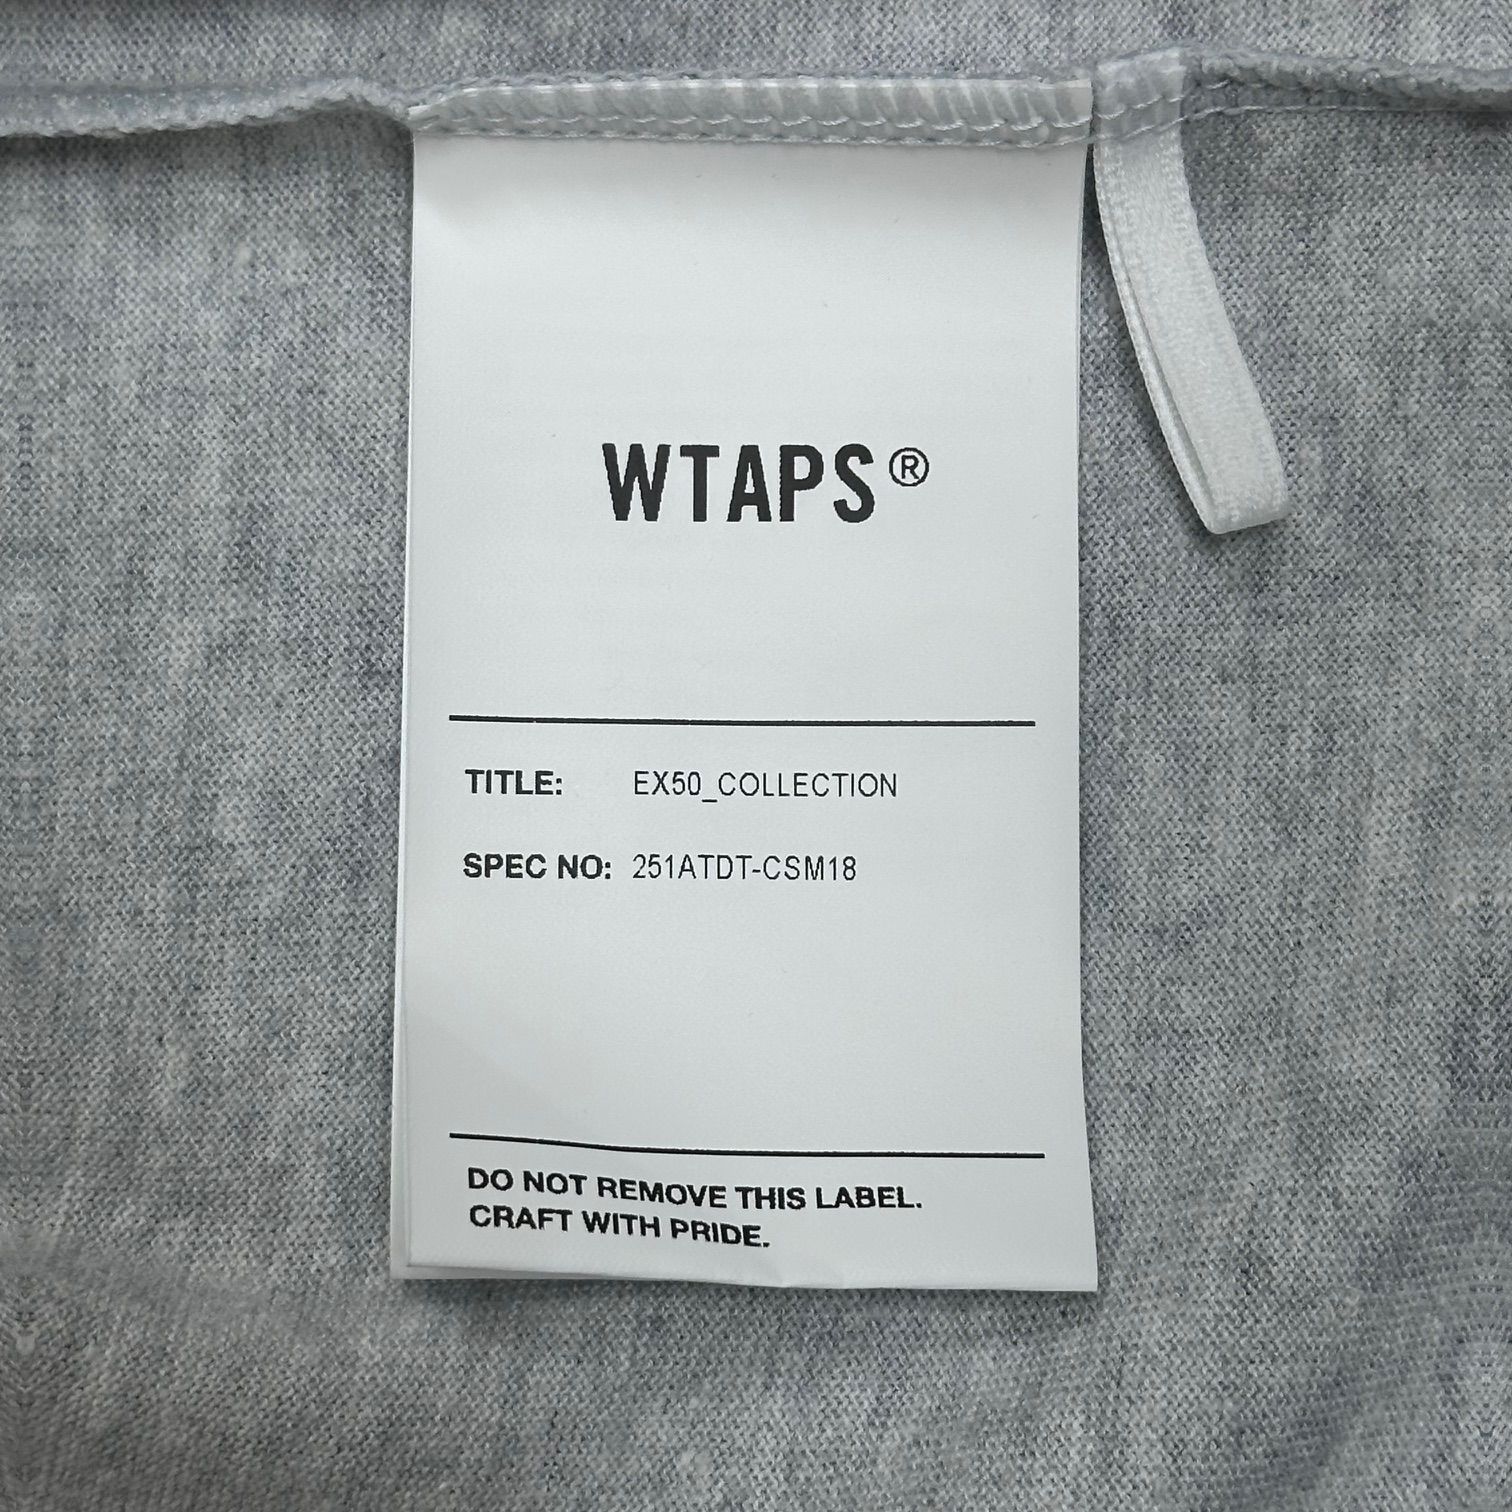 WTAPS®
TITLE: EX50_COLLECTION
SPEC NO: 251ATDT-CSM18
DO NOT REMOVE THIS LABEL.
CRAFT WITH PRIDE.